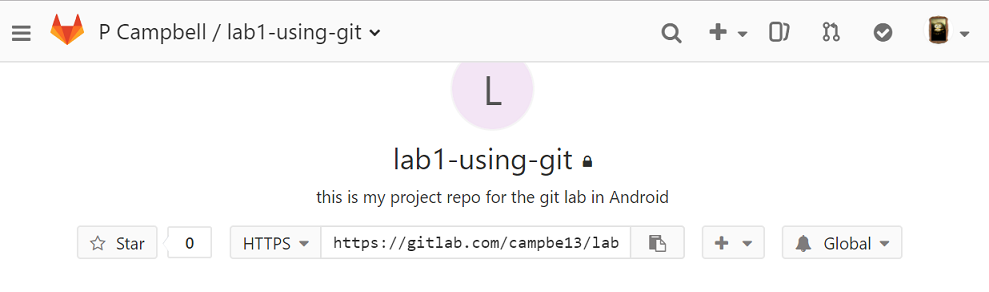 P Campbell / lab1-using-git
L
lab1-using-git
this is my project repo for the git lab in Android
Star 0 HTTPS https://gitlab.com/campbe13/lab Global